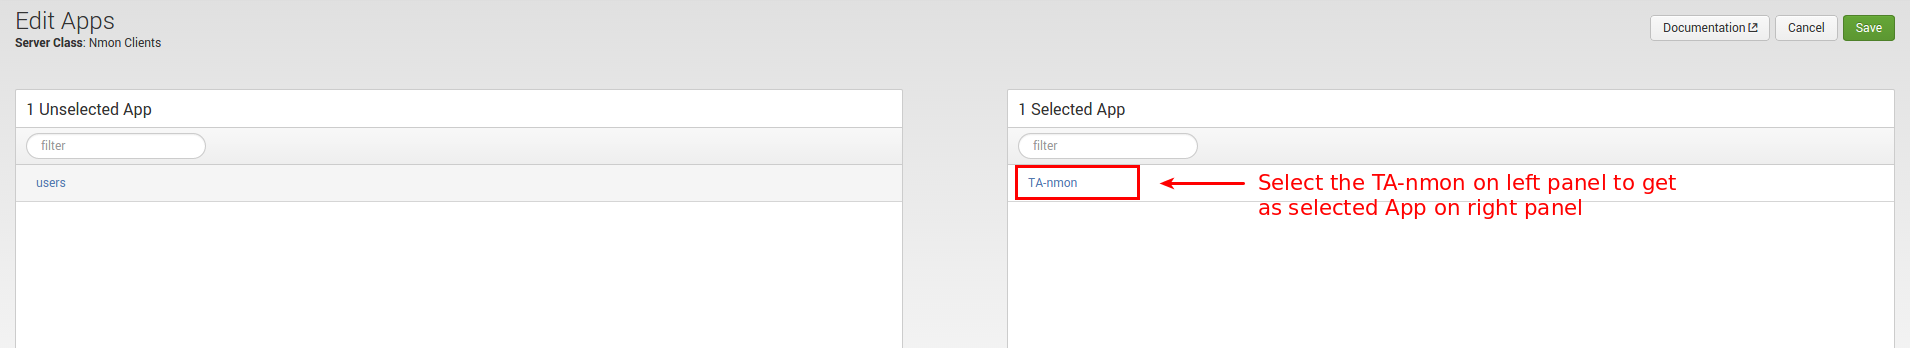 Edit Apps
Server Class: Nmon Clients
Documentation
Cancel
Save
1 Unselected App
filter
users
1 Selected App
filter
TA-nmon
Select the TA-nmon on left panel to get
as selected App on right panel